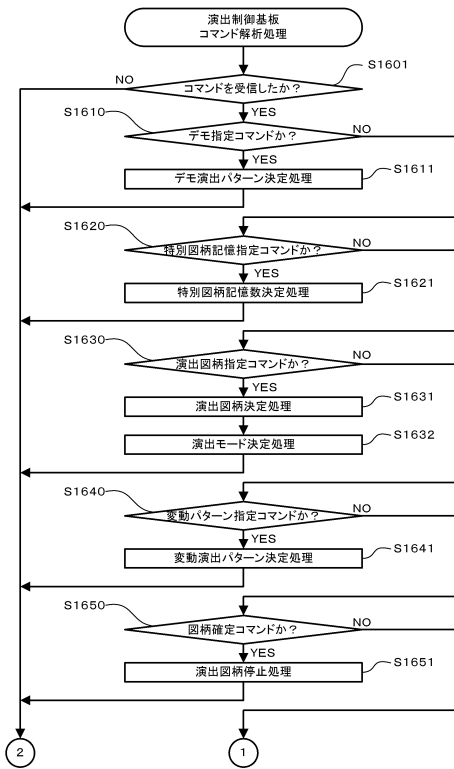 演出制御基板
コマンド解析処理
S1601
NO
コマンドを受信したか？
YES
S1610
デモ指定コマンドか？
NO
YES
デモ演出パターン決定処理
S1611
S1620
特別図柄記憶指定コマンドか？
NO
YES
特別図柄記憶数決定処理
S1621
S1630
演出図柄指定コマンドか？
NO
YES
演出図柄決定処理
S1631
演出モード決定処理
S1632
S1640
変動パターン指定コマンドか？
NO
YES
変動演出パターン決定処理
S1641
S1650
図柄確定コマンドか？
NO
YES
演出図柄停止処理
S1651
2
1